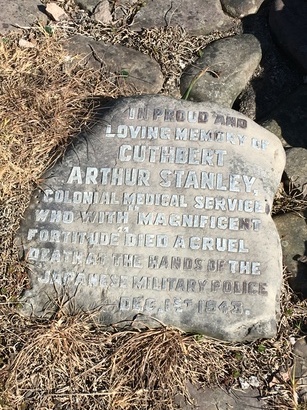 IN PROUD AND
LOVING MEMORY OF
CUTHBERT
ARTHUR STANLEY,
COLONIAL MEDICAL SERVICE
WHO WITH MAGNIFICENT
FORTITUDE DIED A CRUEL
DEATH AT THE HANDS OF THE
JAPANESE MILITARY POLICE
DEC. 1ST 1943.